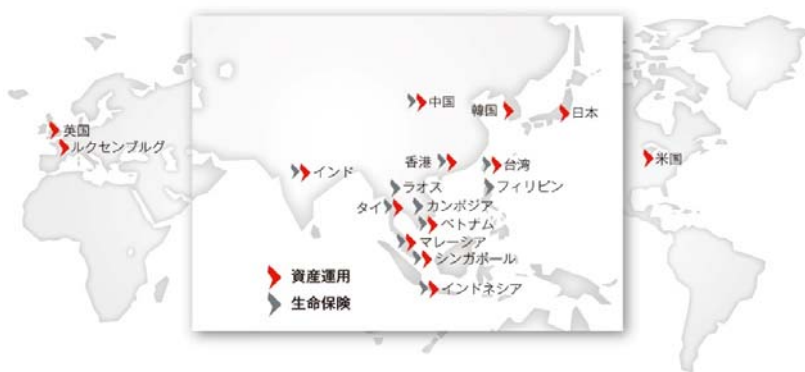 中国
韓国
日本
英国
ルクセンブルグ
米国
香港
台湾
インド
ラオス
フィリピン
タイ
カンボジア
ベトナム
マレーシア
シンガポール
資産運用
インドネシア
生命保険